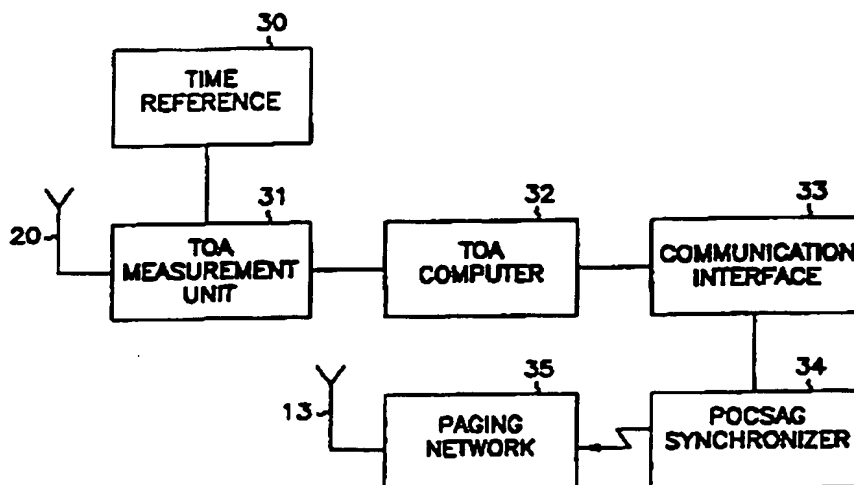 30
TIME
REFERENCE
20
31
TOA
MEASUREMENT
UNIT
32
TOA
COMPUTER
33
COMMUNICATION
INTERFACE
13
35
PAGING
NETWORK
34
POCSAG
SYNCHRONIZER